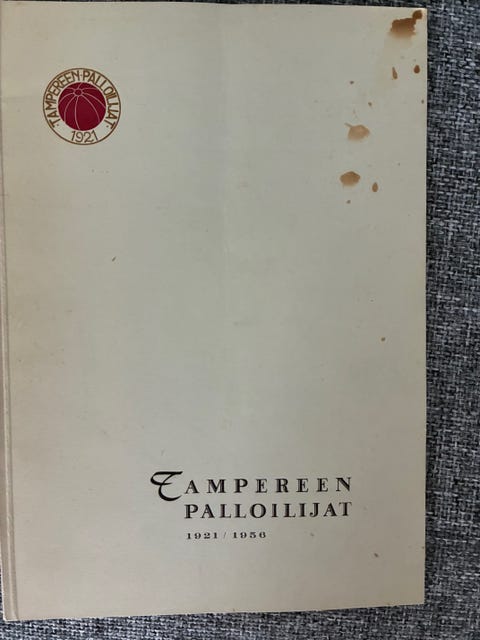 TAMPEREEN·PALLOILIJAT
1921
TAMPEREEN
PALLOILIJAT
1921 / 1956